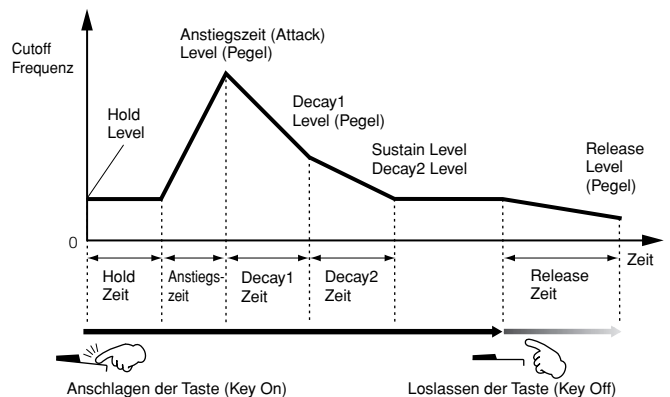 Cutoff
Frequenz
Anstiegszeit (Attack)
Level (Pegel)
Hold
Level
Decay1
Level (Pegel)
Sustain Level
Decay2 Level
Release
Level
(Pegel)
0
Zeit
Hold
Zeit
Anstiegs-
zeit
Decay1
Zeit
Decay2
Zeit
Release
Zeit
Anschlagen der Taste (Key On)
Loslassen der Taste (Key Off)